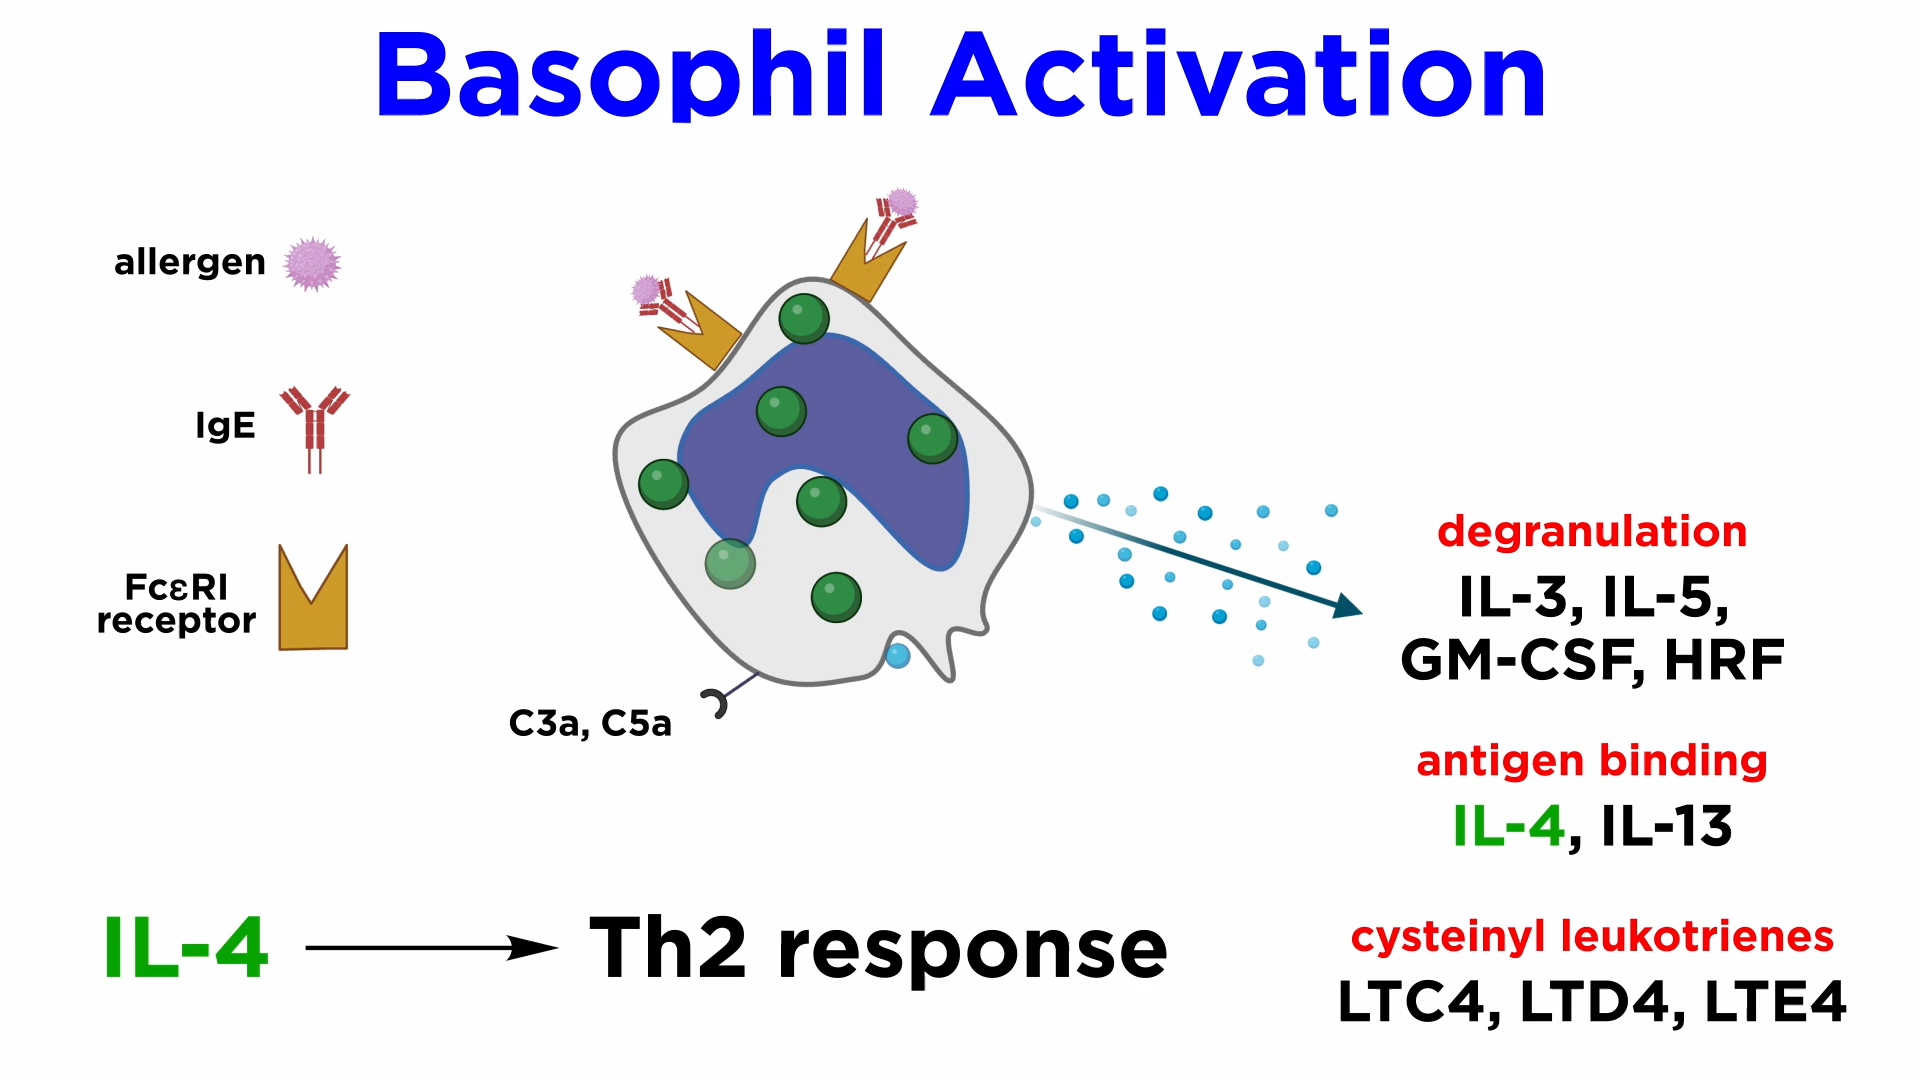 Basophil Activation
allergen
IgE
FcεRI
receptor
C3a, C5a
degranulation
IL-3, IL-5,
GM-CSF, HRF
antigen binding
IL-4, IL-13
cysteinyl leukotrienes
LTC4, LTD4, LTE4
IL-4
Th2 response